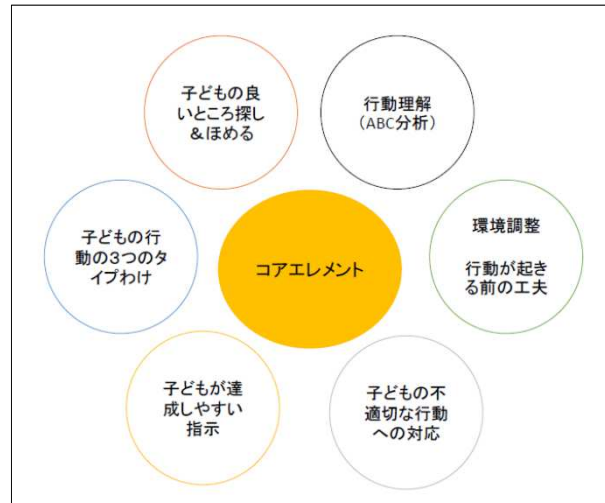 子どもの良
いところ探し
&ほめる
行動理解
(ABC分析)
子どもの行
動の3つのタ
イプわけ
コアエレメント
環境調整
行動が起き
る前の工夫
子どもが達
成しやすい
指示
子どもの不
適切な行動
への対応